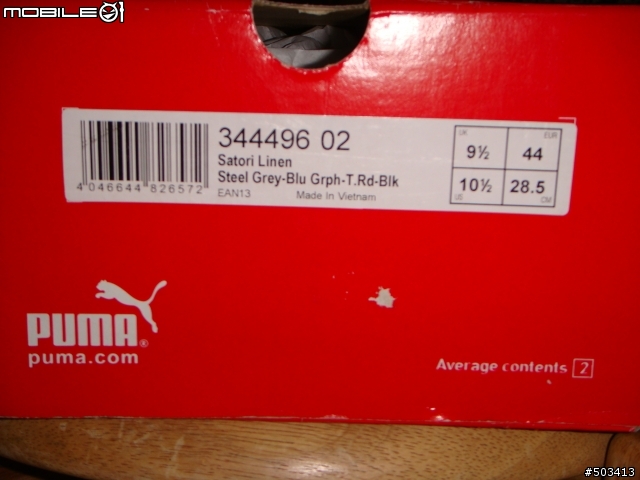 MOBILE01
344496 02
Satori Linen
Steel Grey-Blu Grph-T.Rd-Blk
4 046644 826572
EAN13 Made in Vietnam
UK 9½ EUR 44
10½ US 28.5 CM
PUMA®
puma.com
Average contents 2
#503413